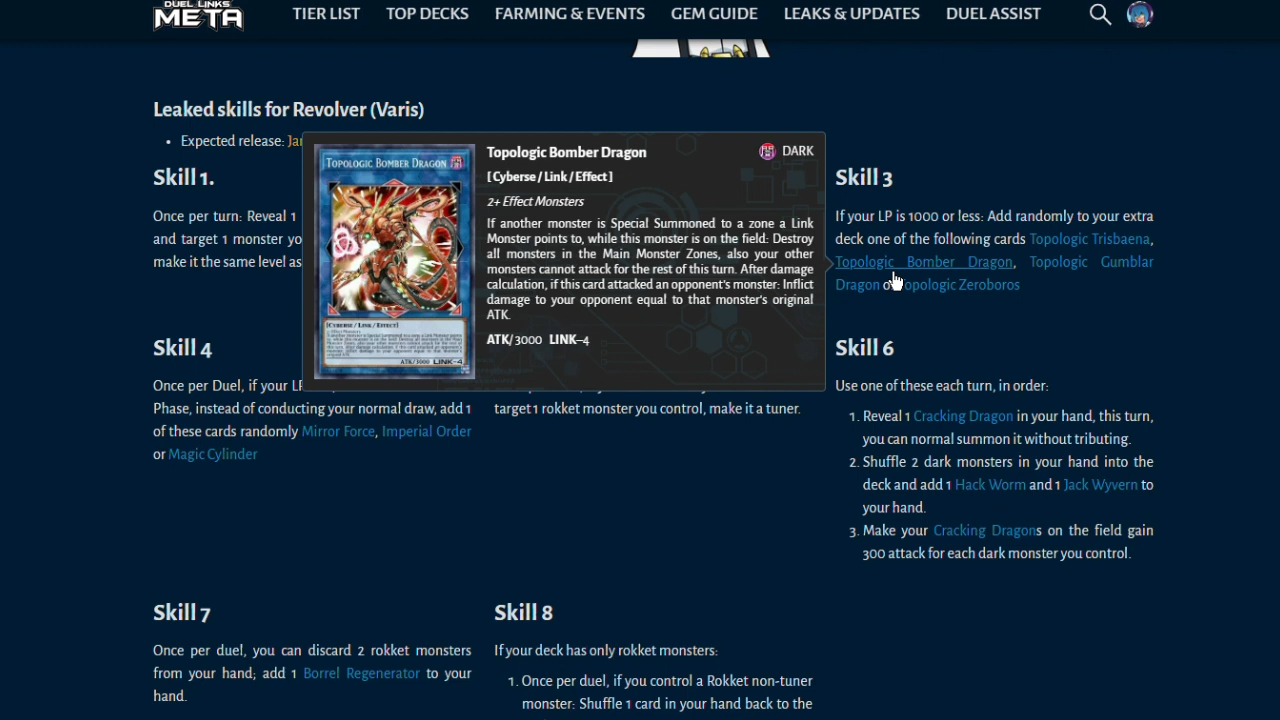 DUEL LINKS
META
TIER LIST
TOP DECKS
FARMING & EVENTS
GEM GUIDE
LEAKS & UPDATES
DUEL ASSIST
Leaked skills for Revolver (Varis)
• Expected release: Jan
Skill 1.
Once per turn: Reveal 1
and target 1 monster yo
make it the same level as
Topologic Bomber Dragon
[Cyberse / Link / Effect]
ATK/3000 LINK-4
Topologic Bomber Dragon
DARK
[ Cyberse / Link / Effect ]
2+ Effect Monsters
If another monster is Special Summoned to a zone a Link
Monster points to, while this monster is on the field: Destroy
all monsters in the Main Monster Zones, also your other
monsters cannot attack for the rest of this turn. After damage
calculation, if this card attacked an opponent's monster: Inflict
damage to your opponent equal to that monster's original
ATK.
ATK/ 3000 LINK–4
Skill 3
If your LP is 1000 or less: Add randomly to your extra
deck one of the following cards Topologic Trisbaena,
Topologic Bomber Dragon, Topologic Gumblar
Dragon o Topologic Zeroboros
Skill 4
Once per Duel, if your LP
Phase, instead of conducting your normal draw, add 1
of these cards randomly Mirror Force, Imperial Order
or Magic Cylinder
target 1 rokket monster you control, make it a tuner.
Skill 6
Use one of these each turn, in order:
1. Reveal 1 Cracking Dragon in your hand, this turn,
you can normal summon it without tributing.
2. Shuffle 2 dark monsters in your hand into the
deck and add 1 Hack Worm and 1 Jack Wyvern to
your hand.
3. Make your Cracking Dragons on the field gain
300 attack for each dark monster you control.
Skill 7
Once per duel, you can discard 2 rokket monsters
from your hand; add 1 Borrel Regenerator to your
hand.
Skill 8
If your deck has only rokket monsters:
1. Once per duel, if you control a Rokket non-tuner
monster: Shuffle 1 card in your hand back to the